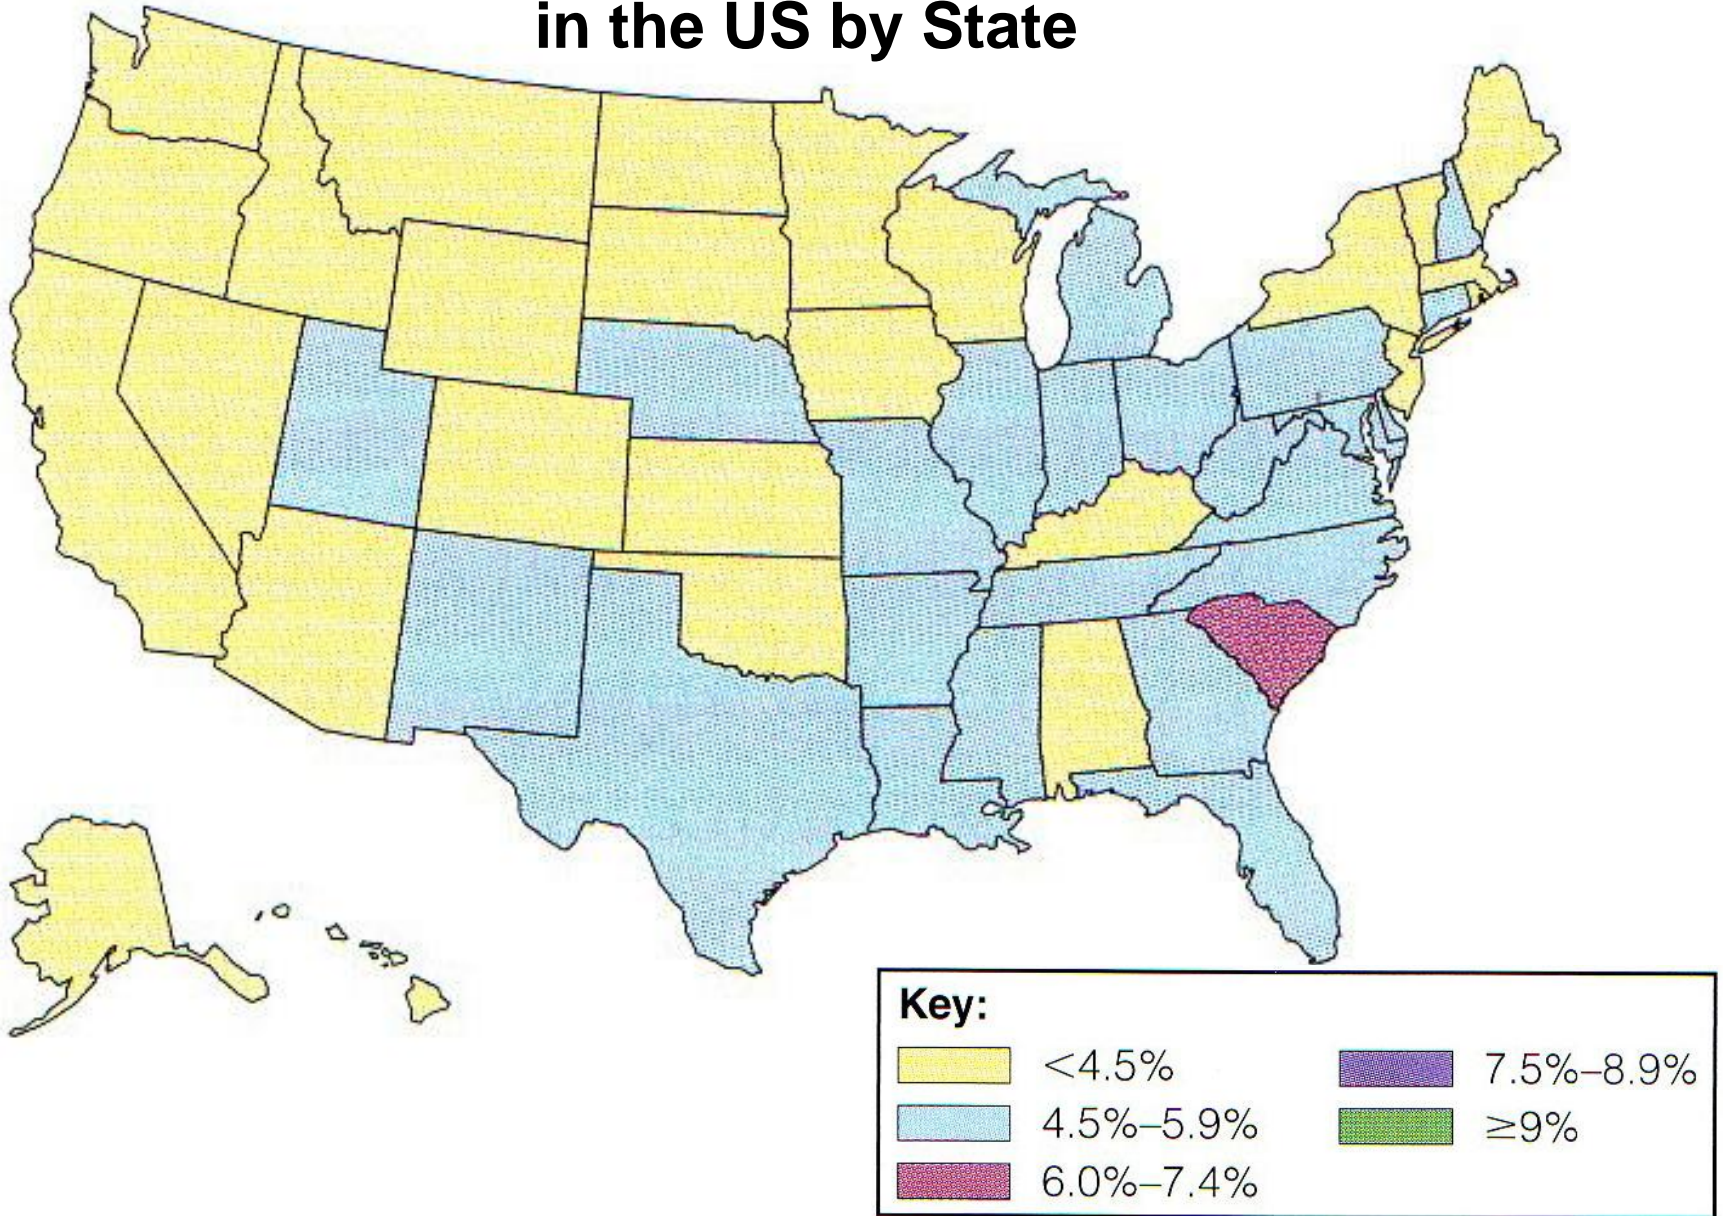 in the US by State
Key:
<4.5%
4.5%–5.9%
6.0%–7.4%
7.5%–8.9%
≥9%